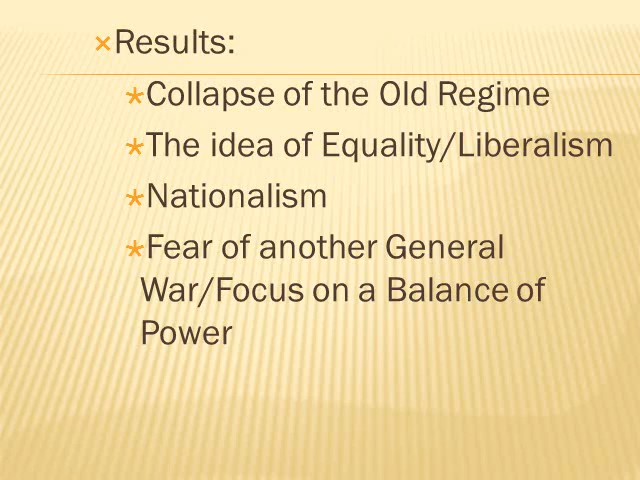 Results:
Collapse of the Old Regime
The idea of Equality/Liberalism
Nationalism
Fear of another General
War/Focus on a Balance of
Power